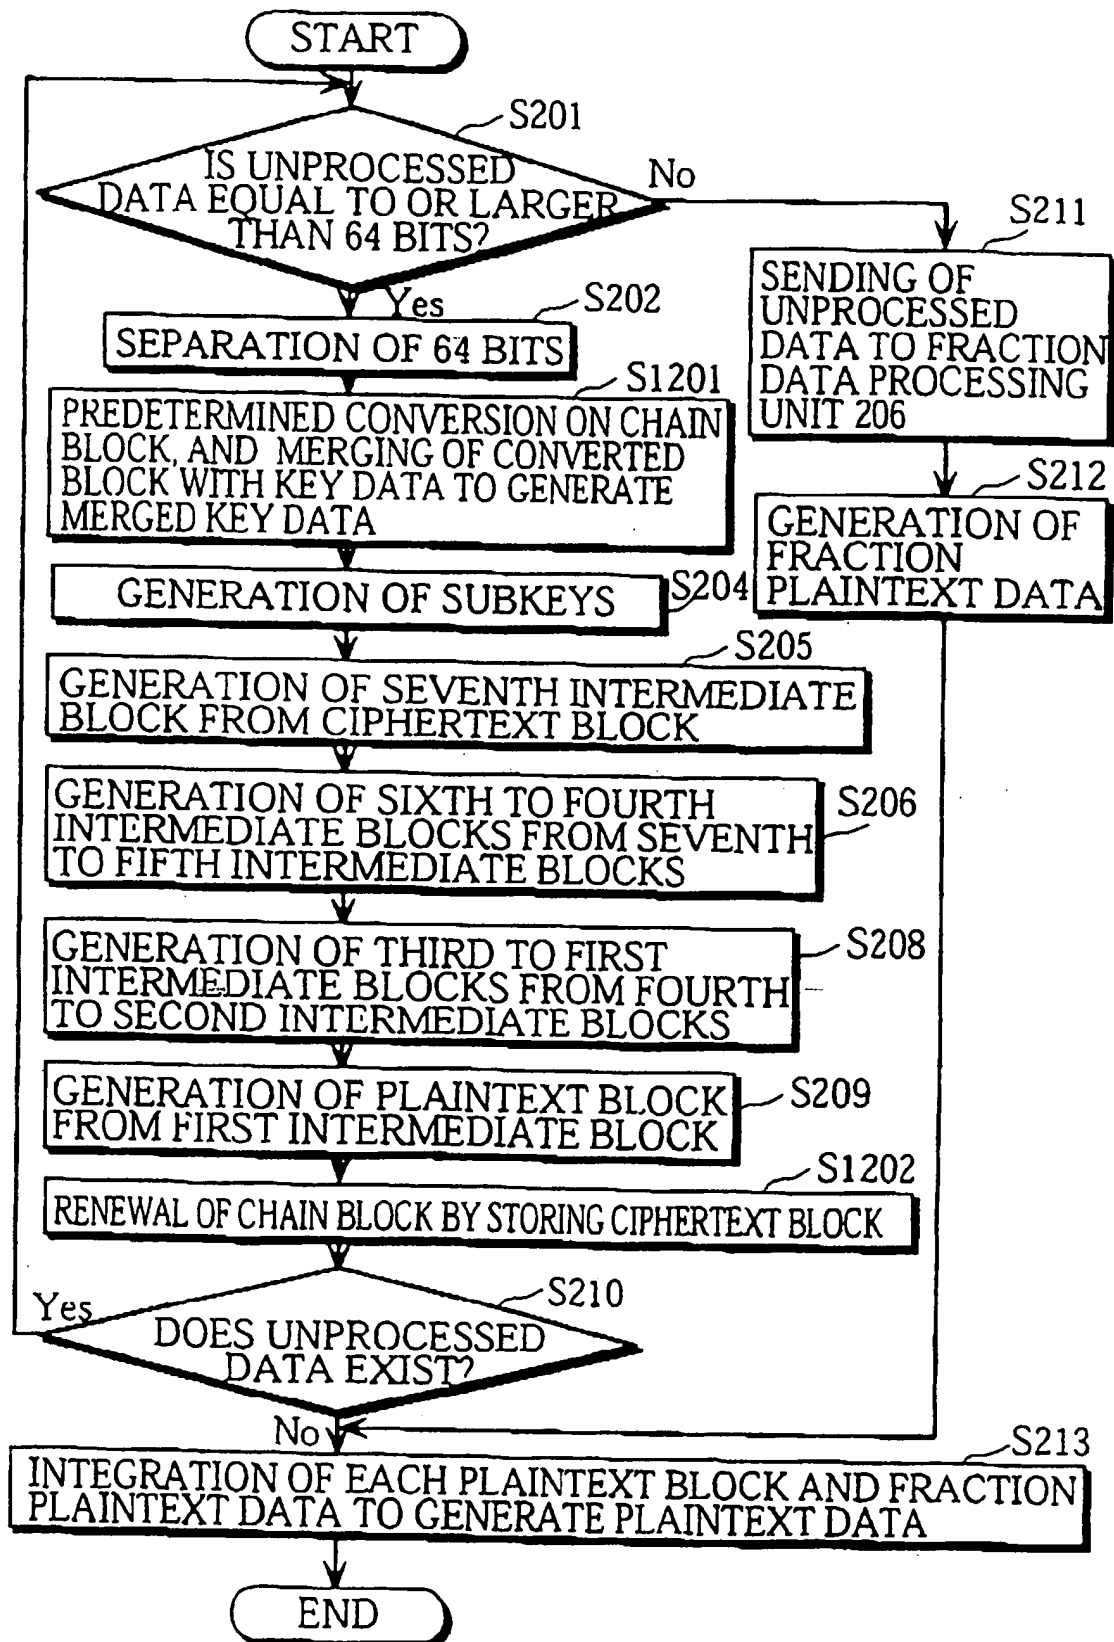 START
S201
IS UNPROCESSED
DATA EQUAL TO OR LARGER
THAN 64 BITS?
No
Yes
S202
SEPARATION OF 64 BITS
S1201
PREDETERMINED CONVERSION ON CHAIN
BLOCK, AND MERGING OF CONVERTED
BLOCK WITH KEY DATA TO GENERATE
MERGED KEY DATA
GENERATION OF SUBKEYS
S204
S205
GENERATION OF SEVENTH INTERMEDIATE
BLOCK FROM CIPHERTEXT BLOCK
GENERATION OF SIXTH TO FOURTH
INTERMEDIATE BLOCKS FROM SEVENTH
TO FIFTH INTERMEDIATE BLOCKS
S206
GENERATION OF THIRD TO FIRST
INTERMEDIATE BLOCKS FROM FOURTH
TO SECOND INTERMEDIATE BLOCKS
S208
GENERATION OF PLAINTEXT BLOCK
FROM FIRST INTERMEDIATE BLOCK
S209
S1202
RENEWAL OF CHAIN BLOCK BY STORING CIPHERTEXT BLOCK
S210
Yes
DOES UNPROCESSED
DATA EXIST?
No
S211
SENDING OF
UNPROCESSED
DATA TO FRACTION
DATA PROCESSING
UNIT 206
S212
GENERATION OF
FRACTION
PLAINTEXT DATA
S213
INTEGRATION OF EACH PLAINTEXT BLOCK AND FRACTION
PLAINTEXT DATA TO GENERATE PLAINTEXT DATA
END